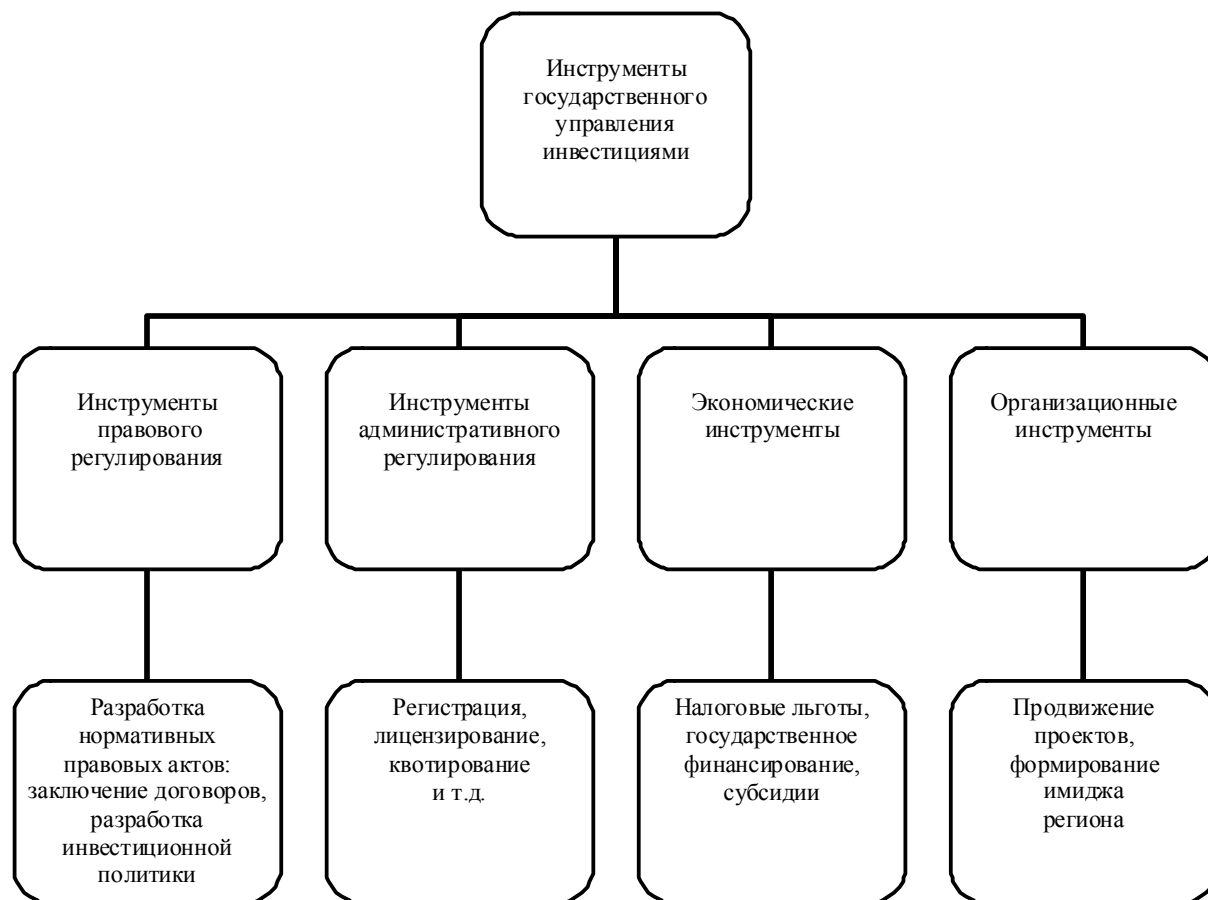 Инструменты
государственного
управления
инвестициями
Инструменты
правового
регулирования
Инструменты
административного
регулирования
Экономические
инструменты
Организационные
инструменты
Разработка
нормативных
правовых актов:
заключение договоров,
разработка
инвестиционной
политики
Регистрация,
лицензирование,
квотирование
и т.д.
Налоговые льготы,
государственное
финансирование,
субсидии
Продвижение
проектов,
формирование
имиджа
региона